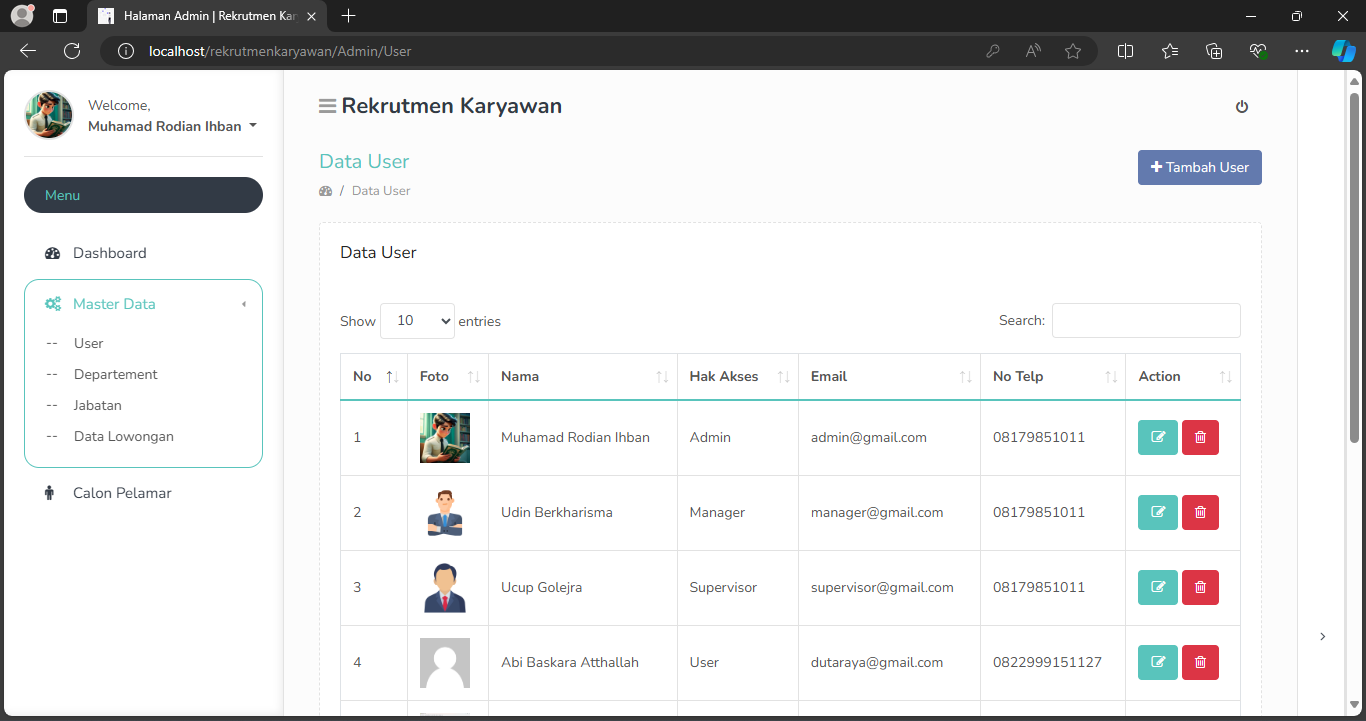 Halaman Admin | Rekrutmen Kar
localhost/rekrutmenkaryawan/Admin/User
Welcome,
Muhamad Rodian Ihban
Menu
Dashboard
Master Data
-- User
-- Departement
-- Jabatan
-- Data Lowongan
Calon Pelamar
Rekrutmen Karyawan
Data User
/ Data User
Tambah User
Data User
Show 10 entries
Search:
No Foto Nama Hak Akses Email No Telp Action
1 Muhamad Rodian Ihban Admin admin@gmail.com 08179851011
2 Udin Berkharisma Manager manager@gmail.com 08179851011
3 Ucup Golejra Supervisor supervisor@gmail.com 08179851011
4 Abi Baskara Atthallah User dutaraya@gmail.com 0822999151127